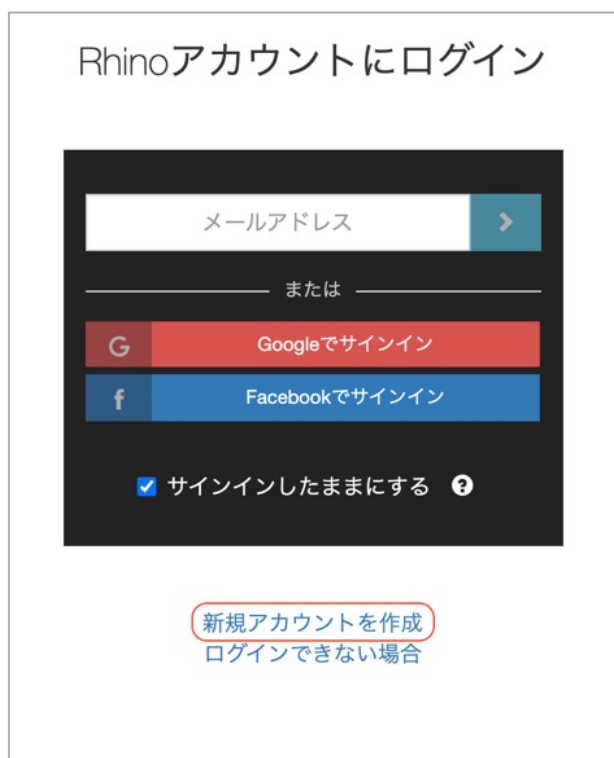 Rhinoアカウントにログイン
メールアドレス
または
G Googleでサインイン
f Facebookでサインイン
サインインしたままにする ?
新規アカウントを作成
ログインできない場合